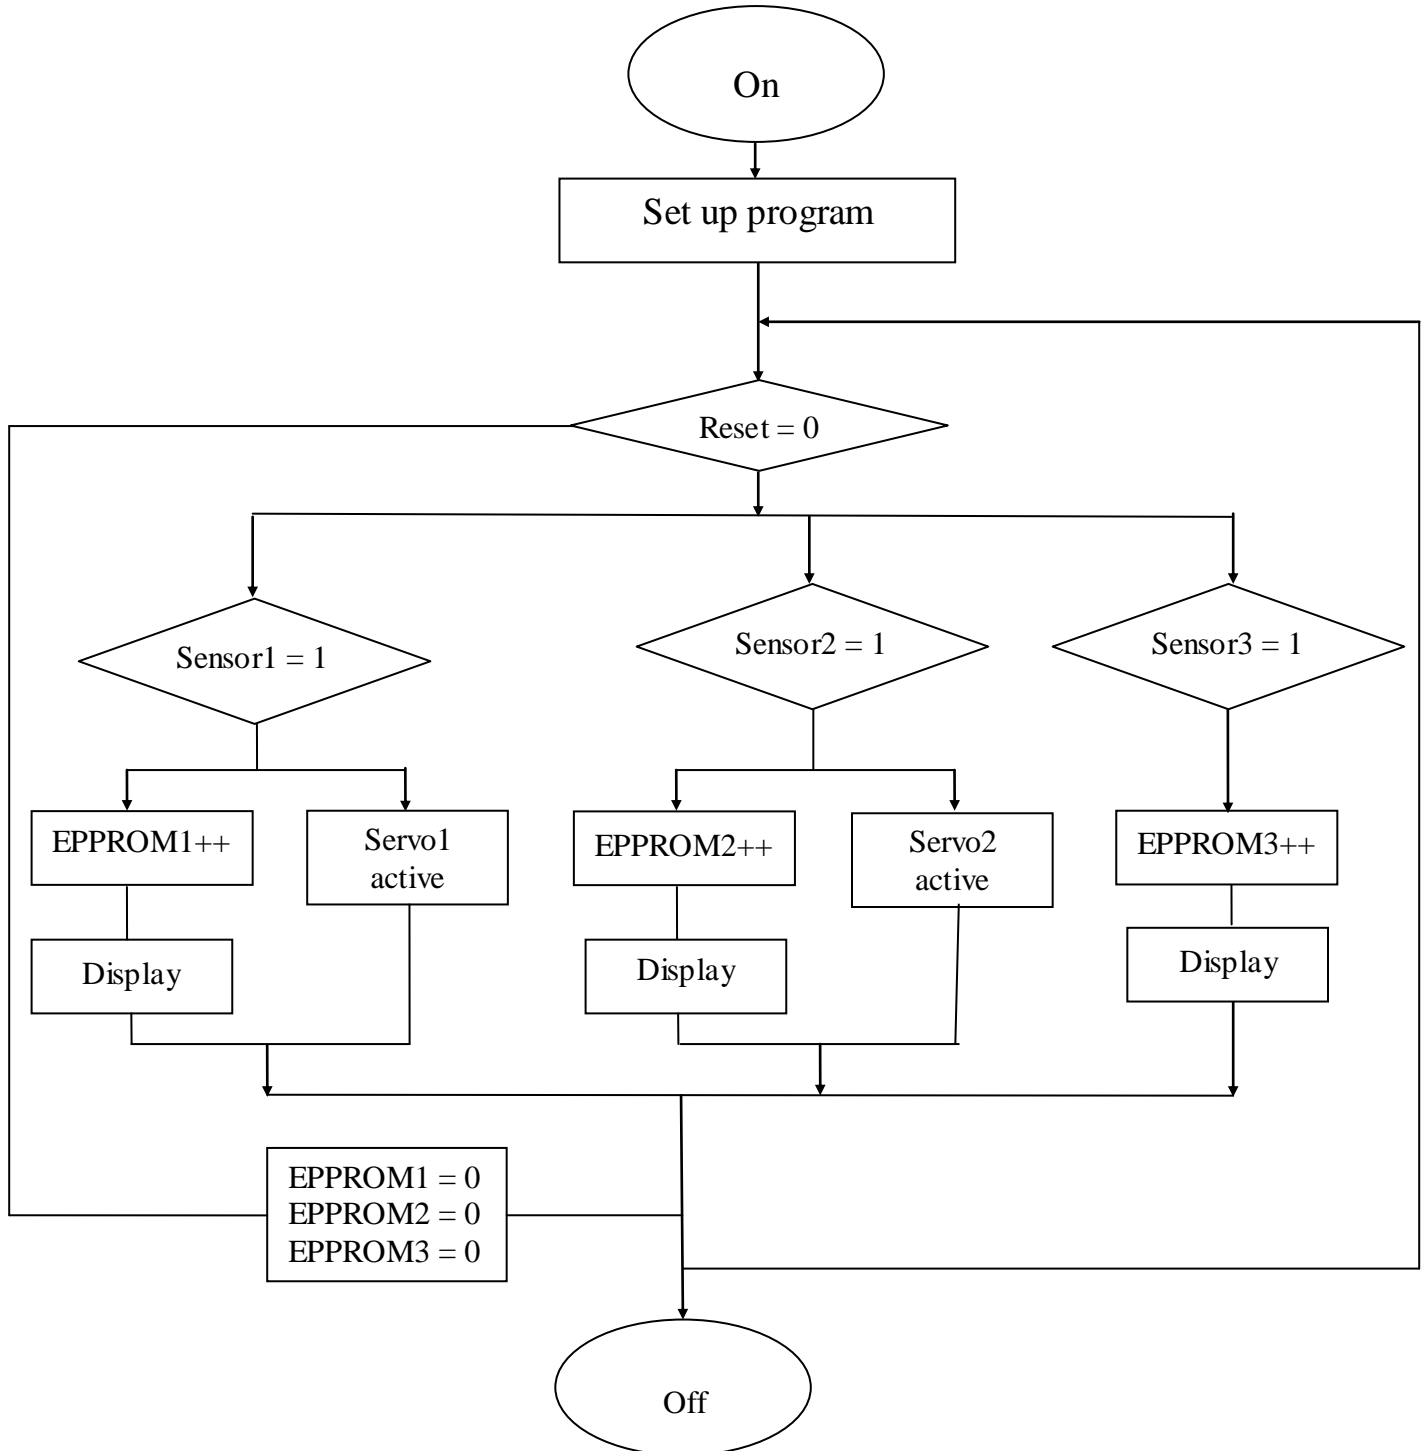 On
Set up program
Reset = 0
Sensor1 = 1
Sensor2 = 1
Sensor3 = 1
EPPROM1++
Servo1
active
EPPROM2++
Servo2
active
EPPROM3++
Display
Display
Display
EPPROM1 = 0
EPPROM2 = 0
EPPROM3 = 0
Off